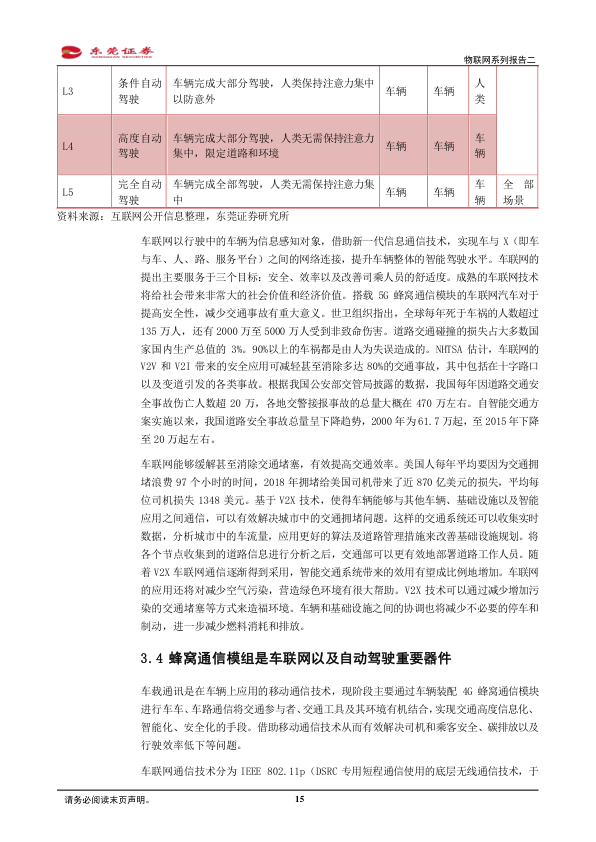 东莞证券
DONGGUAN SECURITIES
物联网系列报告二
L3 条件自动驾驶 车辆完成大部分驾驶，人类保持注意力集中以防意外 车辆 车辆 人类
L4 高度自动驾驶 车辆完成大部分驾驶，人类无需保持注意力集中，限定道路和环境 车辆 车辆 车辆
L5 完全自动驾驶 车辆完成全部驾驶，人类无需保持注意力集中 车辆 车辆 车辆 全部场景
资料来源：互联网公开信息整理，东莞证券研究所
车联网以行驶中的车辆为信息感知对象，借助新一代信息通信技术，实现车与 X（即车
与车、人、路、服务平台）之间的网络连接，提升车辆整体的智能驾驶水平。车联网的
提出主要服务于三个目标：安全、效率以及改善司乘人员的舒适度。成熟的车联网技术
将给社会带来非常大的社会价值和经济价值。搭载 5G 蜂窝通信模块的车联网汽车对于
提高安全性，减少交通事故有重大意义。世卫组织指出，全球每年死于车祸的人数超过
135 万人，还有 2000 万至 5000 万人受到非致命伤害。道路交通碰撞的损失占大多数国
家国内生产总值的 3%。90%以上的车祸都是由人为失误造成的。NHTSA 估计，车联网的
V2V 和 V2I 带来的安全应用可减轻甚至消除多达 80%的交通事故，其中包括在十字路口
以及变道引发的各类事故。根据我国公安部交管局披露的数据，我国每年因道路交通安
全事故伤亡人数超 20 万，各地交警接报事故的总量大概在 470 万左右。自智能交通方
案实施以来，我国道路安全事故总量呈下降趋势，2000 年为 61.7 万起，至 2015 年下降
至 20 万起左右。
车联网能够缓解甚至消除交通堵塞，有效提高交通效率。美国人每年平均要因为交通拥
堵浪费 97 个小时的时间，2018 年拥堵给美国司机带来了近 870 亿美元的损失，平均每
位司机损失 1348 美元。基于 V2X 技术，使得车辆能够与其他车辆、基础设施以及智能
应用之间通信，可以有效解决城市中的交通拥堵问题。这样的交通系统还可以收集实时
数据，分析城市中的车流量，应用更好的算法及道路管理措施来改善基础设施规划。将
各个节点收集到的道路信息进行分析之后，交通部可以更有效地部署道路工作人员。随
着 V2X 车联网通信逐渐得到采用，智能交通系统带来的效用有望成比例地增加。车联网
的应用还将对减少空气污染，营造绿色环境有很大帮助。V2X 技术可以通过减少增加污
染的交通堵塞等方式来造福环境。车辆和基础设施之间的协调也将减少不必要的停车和
制动，进一步减少燃料消耗和排放。
3.4 蜂窝通信模组是车联网以及自动驾驶重要器件
车载通讯是在车辆上应用的移动通信技术，现阶段主要通过车辆装配 4G 蜂窝通信模块
进行车车、车路通信将交通参与者、交通工具及其环境有机结合，实现交通高度信息化、
智能化、安全化的手段。借助移动通信技术从而有效解决司机和乘客安全、碳排放以及
行驶效率低下等问题。
车联网通信技术分为 IEEE 802.11p（DSRC 专用短程通信使用的底层无线通信技术，于
请务必阅读末页声明。
15